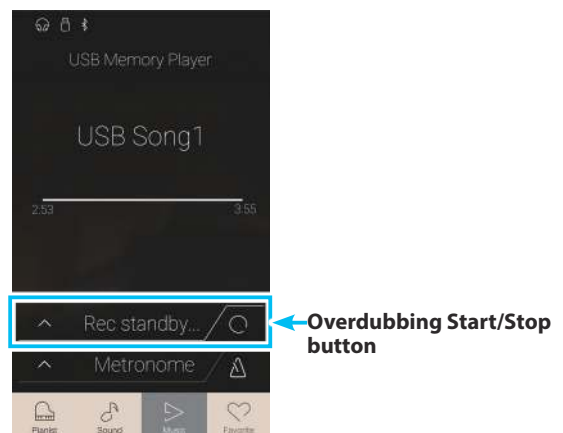 USB Memory Player
USB Song1
2:53 3:55
Rec standby...
Overdubbing Start/Stop
button
Metronome
Pianist Sound Music Favorite